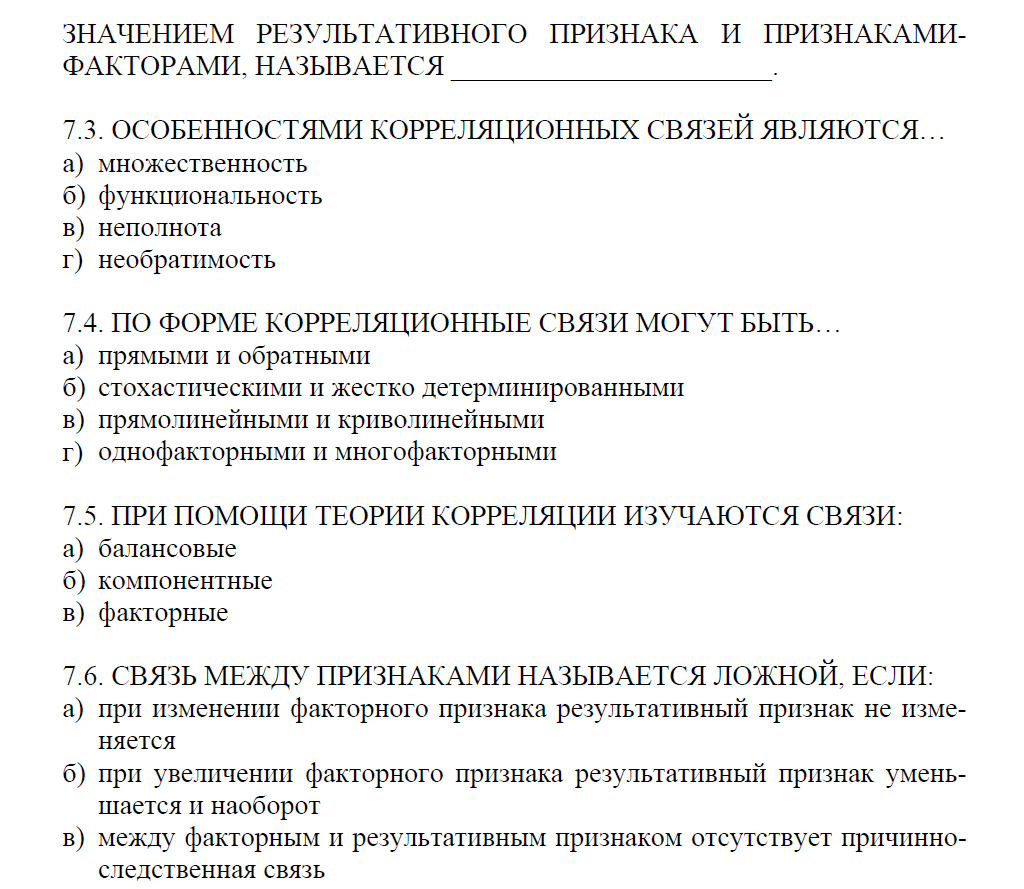 ЗНАЧЕНИЕМ РЕЗУЛЬТАТИВНОГО ПРИЗНАКА И ПРИЗНАКАМИ-
ФАКТОРАМИ, НАЗЫВАЕТСЯ _______________________.
7.3. ОСОБЕННОСТЯМИ КОРРЕЛЯЦИОННЫХ СВЯЗЕЙ ЯВЛЯЮТСЯ…
а) множественность
б) функциональность
в) неполнота
г) необратимость
7.4. ПО ФОРМЕ КОРРЕЛЯЦИОННЫЕ СВЯЗИ МОГУТ БЫТЬ…
а) прямыми и обратными
б) стохастическими и жестко детерминированными
в) прямолинейными и криволинейными
г) однофакторными и многофакторными
7.5. ПРИ ПОМОЩИ ТЕОРИИ КОРРЕЛЯЦИИ ИЗУЧАЮТСЯ СВЯЗИ:
а) балансовые
б) компонентные
в) факторные
7.6. СВЯЗЬ МЕЖДУ ПРИЗНАКАМИ НАЗЫВАЕТСЯ ЛОЖНОЙ, ЕСЛИ:
а) при изменении факторного признака результативный признак не изме-
няется
б) при увеличении факторного признака результативный признак умень-
шается и наоборот
в) между факторным и результативным признаком отсутствует причинно-
следственная связь